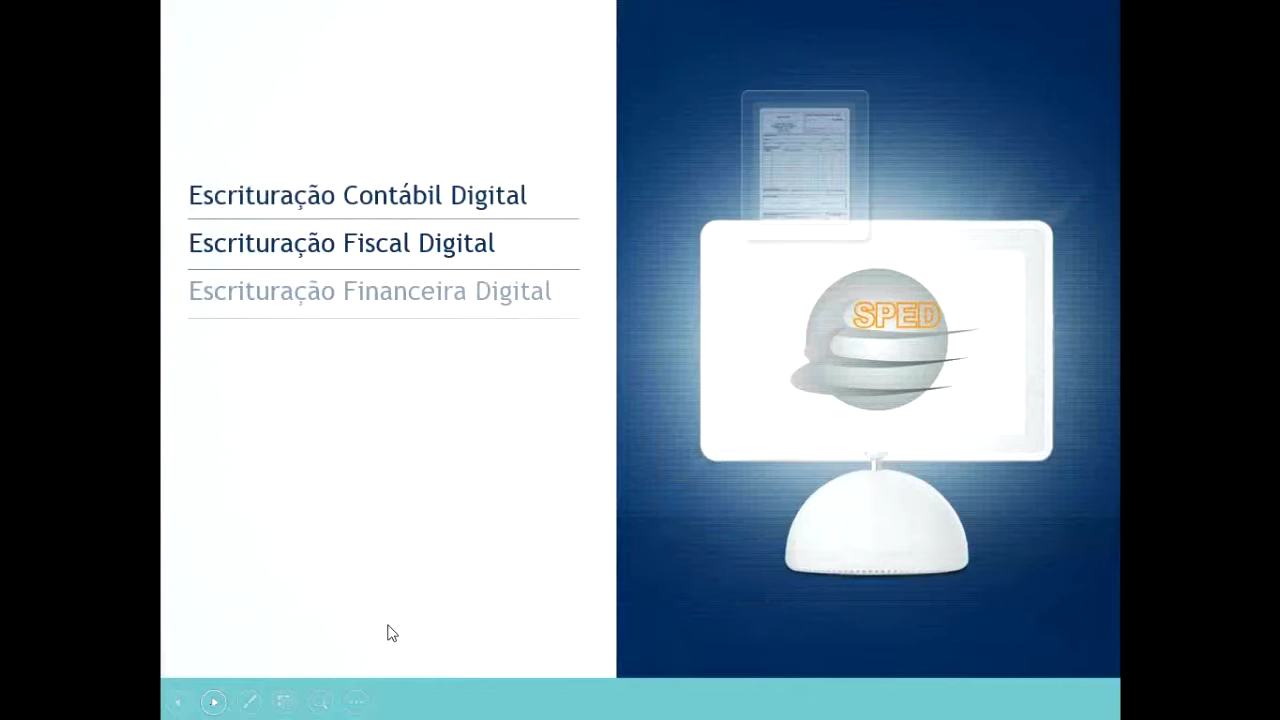 Escrituração Contábil Digital
Escrituração Fiscal Digital
Escrituração Financeira Digital
SPED